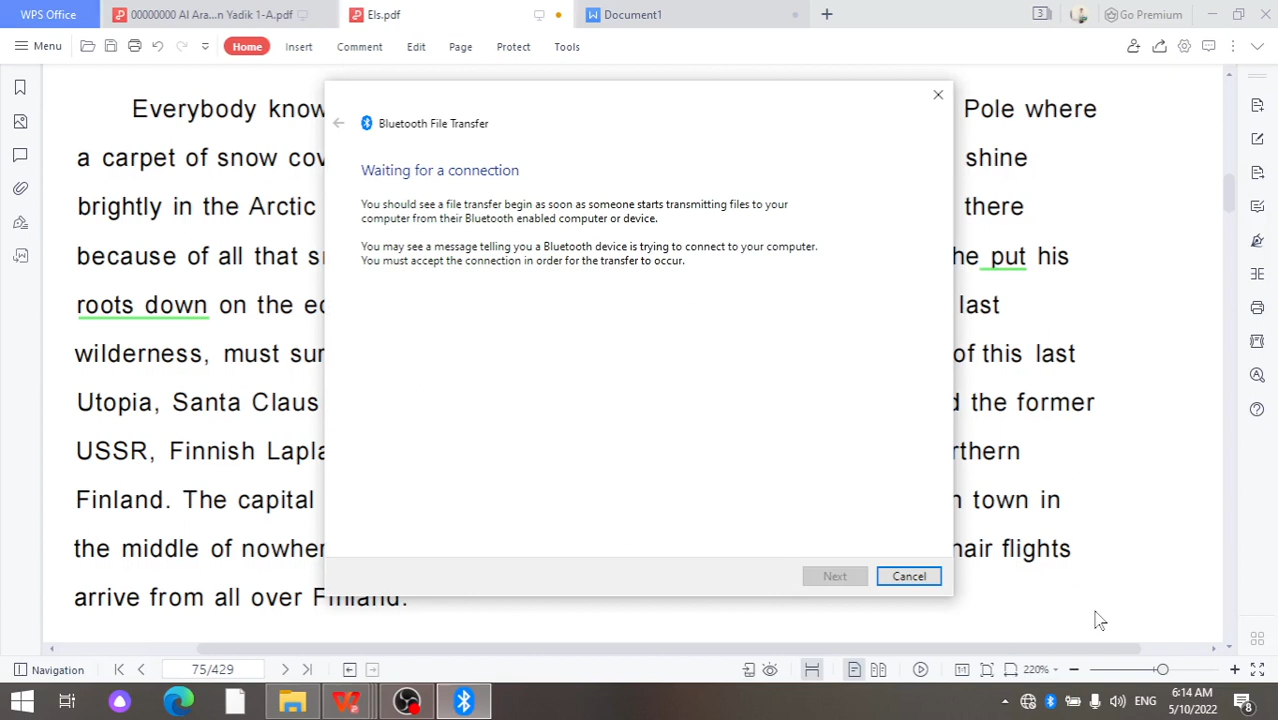 WPS Office
00000000 Al Ara...n Yadik 1-A.pdf
Els.pdf
Document1
3
Go Premium
Menu
Home
Insert
Comment
Edit
Page
Protect
Tools
Everybody know
Pole where
a carpet of snow cov
shine
brightly in the Arctic
there
because of all that s
he put his
roots down on the e
last
wilderness, must sur
of this last
Utopia, Santa Claus
d the former
USSR, Finnish Lapla
rthern
Finland. The capital
n town in
the middle of nowher
hair flights
arrive from all over Finland.
Bluetooth File Transfer
Waiting for a connection
You should see a file transfer begin as soon as someone starts transmitting files to your
computer from their Bluetooth enabled computer or device.
You may see a message telling you a Bluetooth device is trying to connect to your computer.
You must accept the connection in order for the transfer to occur.
Next
Cancel
Navigation
75/429
220%
ENG
6:14 AM
5/10/2022
8